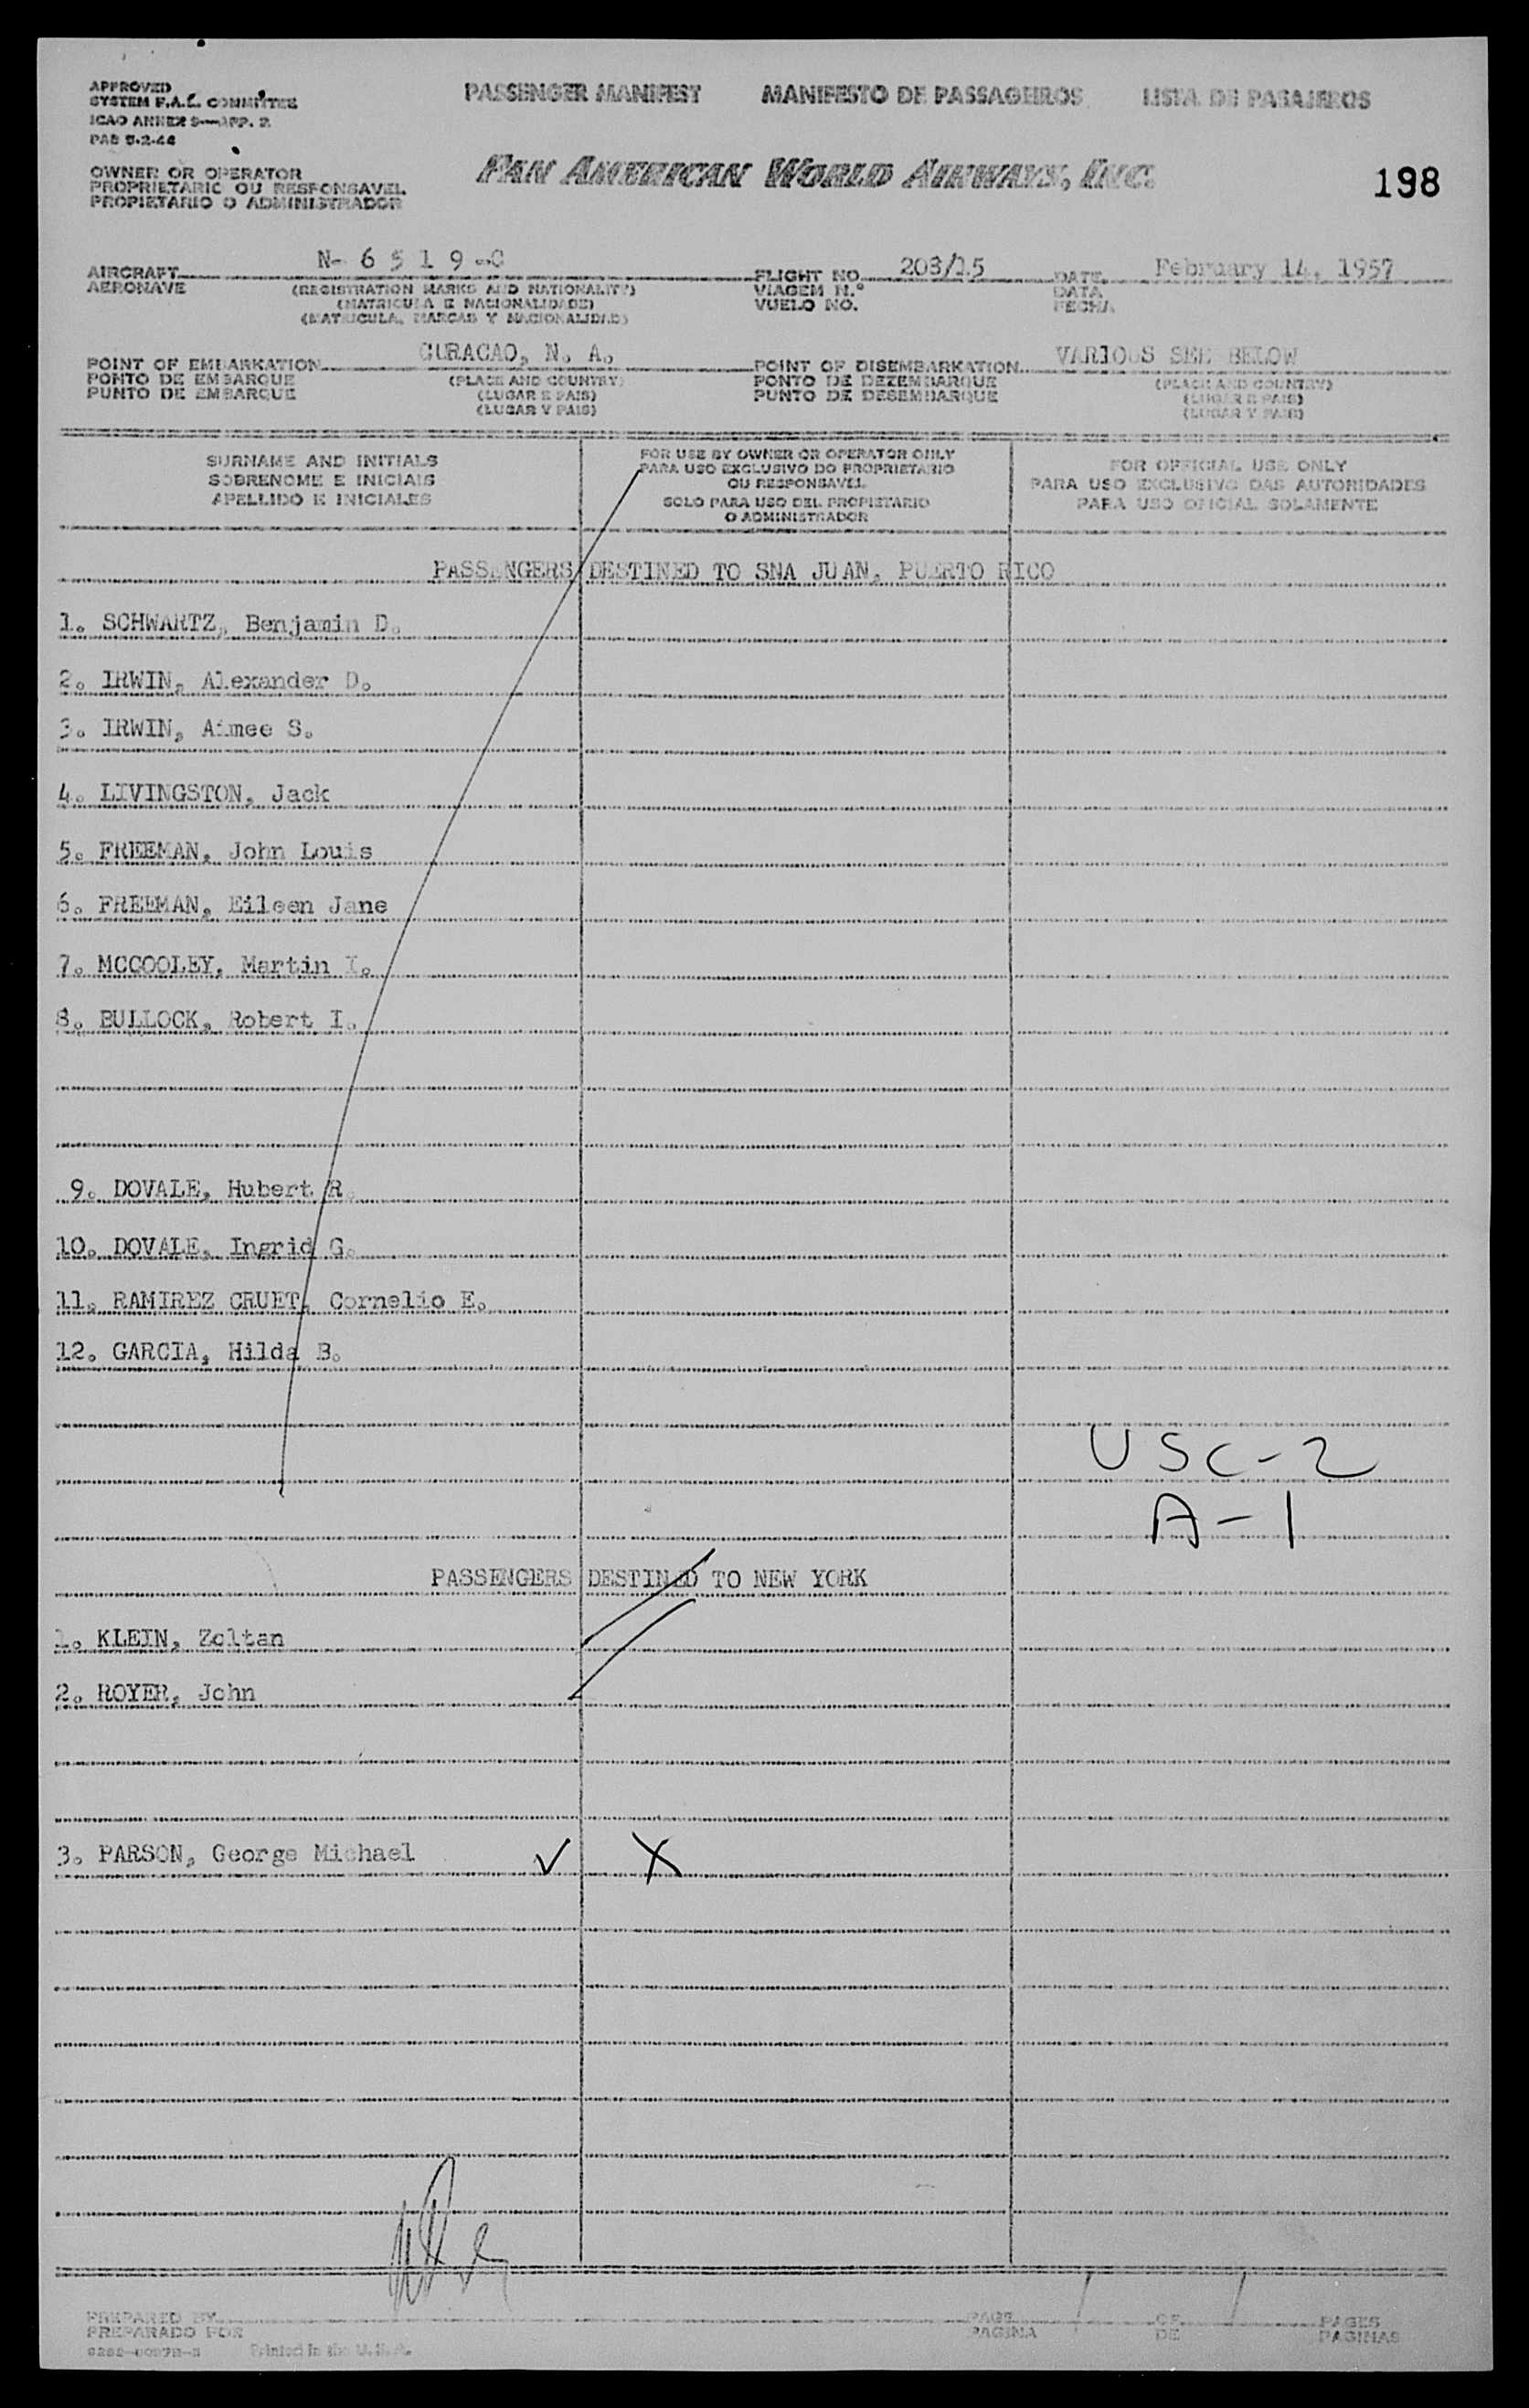 APPROVED
SYSTEM F.A.L. COMMITTEE
ICAO ANNEX 9—APP. 2
PAB 5-2-44
PASSENGER MANIFEST MANIFESTO DE PASSAGEIROS LISTA DE PASAJEROS
OWNER OR OPERATOR
PROPRIETARIO OU RESPONSAVEL
PROPIETARIO O ADMINISTRADOR
PAN AMERICAN WORLD AIRWAYS, INC.
198
AIRCRAFT N- 6 5 1 9 -C FLIGHT NO. 203/15 DATE February 14, 1957
AERONAVE (REGISTRATION MARKS AND NATIONALITY) VIAGEM N.° DATA
(MATRICULA E NACIONALIDADE) VUELO NO. FECHA
(MATRICULA, MARCAS Y NACIONALIDAD)
POINT OF EMBARKATION CURACAO, N. A. POINT OF DISEMBARKATION VARIOUS SEE BELOW
PONTO DE EMBARQUE (PLACE AND COUNTRY) PONTO DE DEZEMBARQUE (PLACE AND COUNTRY)
PUNTO DE EMBARQUE (LUGAR E PAIS) PUNTO DE DESEMBARQUE (LUGAR E PAIS)
(LUGAR Y PAIS) (LUGAR Y PAIS)
SURNAME AND INITIALS
SOBRENOME E INICIAIS
APELLIDO E INICIALES
FOR USE BY OWNER OR OPERATOR ONLY
PARA USO EXCLUSIVO DO PROPRIETARIO
OU RESPONSAVEL
SOLO PARA USO DEL PROPIETARIO
O ADMINISTRADOR
FOR OFFICIAL USE ONLY
PARA USO EXCLUSIVO DAS AUTORIDADES
PARA USO OFICIAL SOLAMENTE
PASSENGERS DESTINED TO SNA JUAN, PUERTO RICO
1. SCHWARTZ, Benjamin D.
2. IRWIN, Alexander D.
3. IRWIN, Aimee S.
4. LIVINGSTON, Jack
5. FREEMAN, John Louis
6. FREEMAN, Eileen Jane
7. MCCOOLEY, Martin I.
8. BULLOCK, Robert I.
9. DOVALE, Hubert R.
10. DOVALE, Ingrid G.
11. RAMIREZ CRUET, Cornelio E.
12. GARCIA, Hilda B.
USC-2
A-1
PASSENGERS DESTINED TO NEW YORK
1. KLEIN, Zoltan
2. ROYER, John
3. PARSON, George Michael ✓ X
PREPARED BY PAGE 1 OF 1 PAGES
PREPARADO POR PAGINA DE PAGINAS
Printed in the U.S.A.